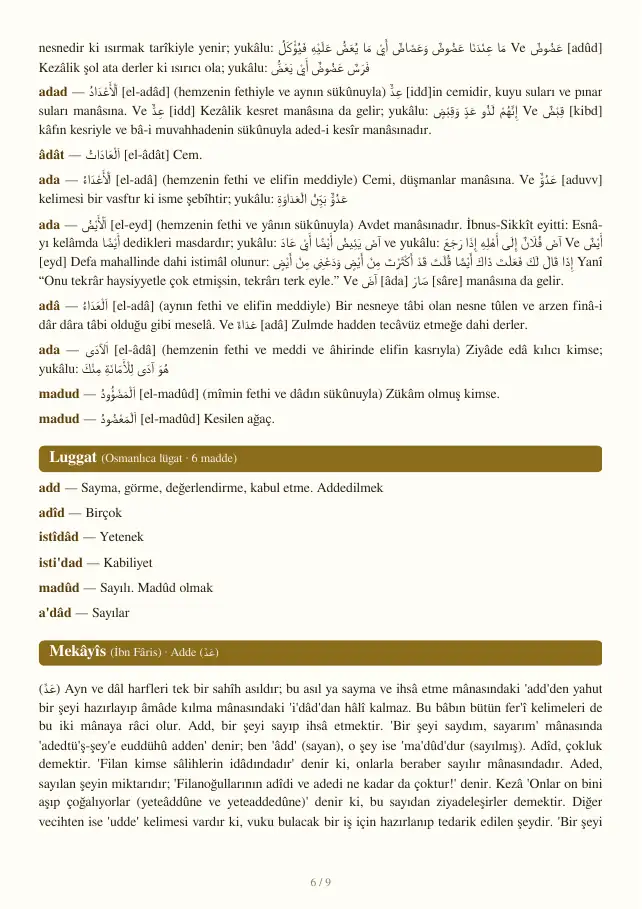 nesnedir ki ısırmak tarîkiyle yenir; yukâlu: مَا عِنْدَنَا عَضُوضٌ وَعَضَاضٌ أَيْ مَا يُعَضُّ عَلَيْهِ فَيُؤْكَلُ Ve عَضُوضٌ [adûd]
Kezâlik şol ata derler ki ısırıcı ola; yukâlu: فَرَسٌ عَضُوضٌ أَيْ يَعَضُّ
adad — اَلْأَعْدَادُ [el-adâd] (hemzenin fethiyle ve aynın sükûnuyla) عِدٌّ [idd]in cemidir, kuyu suları ve pınar
suları manâsına. Ve عِدٌّ [idd] Kezâlik kesret manâsına da gelir; yukâlu: إِنَّهُمْ لَذُو عَدٍ وَقِبْضٍ Ve قِبْضٌ [kibd]
kâfın kesriyle ve bâ-i muvahhadenin sükûnuyla aded-i kesîr manâsınadır.
âdât — اَلْعَادَاتُ [el-âdât] Cem.
ada — اَلْأَعْدَاءُ [el-adâ] (hemzenin fethi ve elifin meddiyle) Cemi, düşmanlar manâsına. Ve عَدُوٌّ [aduvv]
kelimesi bir vasftır ki isme şebîhtir; yukâlu: عَدُوٌّ بَيِّنُ الْعَدَاوَةِ
ada — اَلْأَيْضُ [el-eyd] (hemzenin fethi ve yânın sükûnuyla) Avdet manâsınadır. İbnus-Sikkît eyitti: Esnâ-
yı kelâmda أَيْضًا dedikleri masdardır; yukâlu: آضَ يَئِيضُ أَيْضًا أَيْ عَادَ ve yukâlu: آضَ فُلَانٌ إِلَى أَهْلِهِ إِذَا رَجَعَ Ve أَيْضٌ
[eyd] Defa mahallinde dahi istimâl olunur: إِذَا قَالَ لَكَ فَعَلْتَ ذَاكَ أَيْضًا قُلْتَ قَدْ أَكْثَرْتَ مِنْ أَيْضٍ وَدَعْنِي مِنْ أَيْضٍ Yanî
“Onu tekrâr haysiyyetle çok etmişsin, tekrârı terk eyle.” Ve آضَ [âda] صَارَ [sâre] manâsına da gelir.
adâ — اَلْعَدَاءُ [el-adâ] (aynın fethi ve elifin meddiyle) Bir nesneye tâbi olan nesne tûlen ve arzen finâ-i
dâr dâra tâbi olduğu gibi meselâ. Ve عَدَاءٌ [adâ] Zulmde hadden tecâvüz etmeğe dahi derler.
ada — اَلْآدَى [el-âdâ] (hemzenin fethi ve meddi ve âhirinde elifin kasrıyla) Ziyâde edâ kılıcı kimse;
yukâlu: هُوَ آدَى لِلْأَمَانَةِ مِنْكَ
madud — اَلْمَضْؤُودُ [el-madûd] (mîmin fethi ve dâdın sükûnuyla) Zükâm olmuş kimse.
madud — اَلْمَعْضُودُ [el-madûd] Kesilen ağaç.
Luggat (Osmanlıca lügat · 6 madde)
add — Sayma, görme, değerlendirme, kabul etme. Addedilmek
adîd — Birçok
istîdâd — Yetenek
isti'dad — Kabiliyet
madûd — Sayılı. Madûd olmak
a'dâd — Sayılar
Mekâyîs (İbn Fâris) · Adde (عَدَّ)
(عَدَّ) Ayn ve dâl harfleri tek bir sahîh asıldır; bu asıl ya sayma ve ihsâ etme mânasındaki 'add'den yahut
bir şeyi hazırlayıp âmâde kılma mânasındaki 'i'dâd'dan hâlî kalmaz. Bu bâbın bütün fer'î kelimeleri de
bu iki mânaya râci olur. Add, bir şeyi sayıp ihsâ etmektir. 'Bir şeyi saydım, sayarım' mânasında
'adedtü'ş-şey'e euddühû adden' denir; ben 'âdd' (sayan), o şey ise 'ma'dûd'dur (sayılmış). Adîd, çokluk
demektir. 'Filan kimse sâlihlerin idâdındadır' denir ki, onlarla beraber sayılır mânasındadır. Aded,
sayılan şeyin miktarıdır; 'Filanoğullarının adîdi ve adedi ne kadar da çoktur!' denir. Kezâ 'Onlar on bini
aşıp çoğalıyorlar (yeteâddûne ve yeteaddedûne)' denir ki, bu sayıdan ziyadeleşirler demektir. Diğer
vecihten ise 'udde' kelimesi vardır ki, vuku bulacak bir iş için hazırlanıp tedarik edilen şeydir. 'Bir şeyi
6 / 9